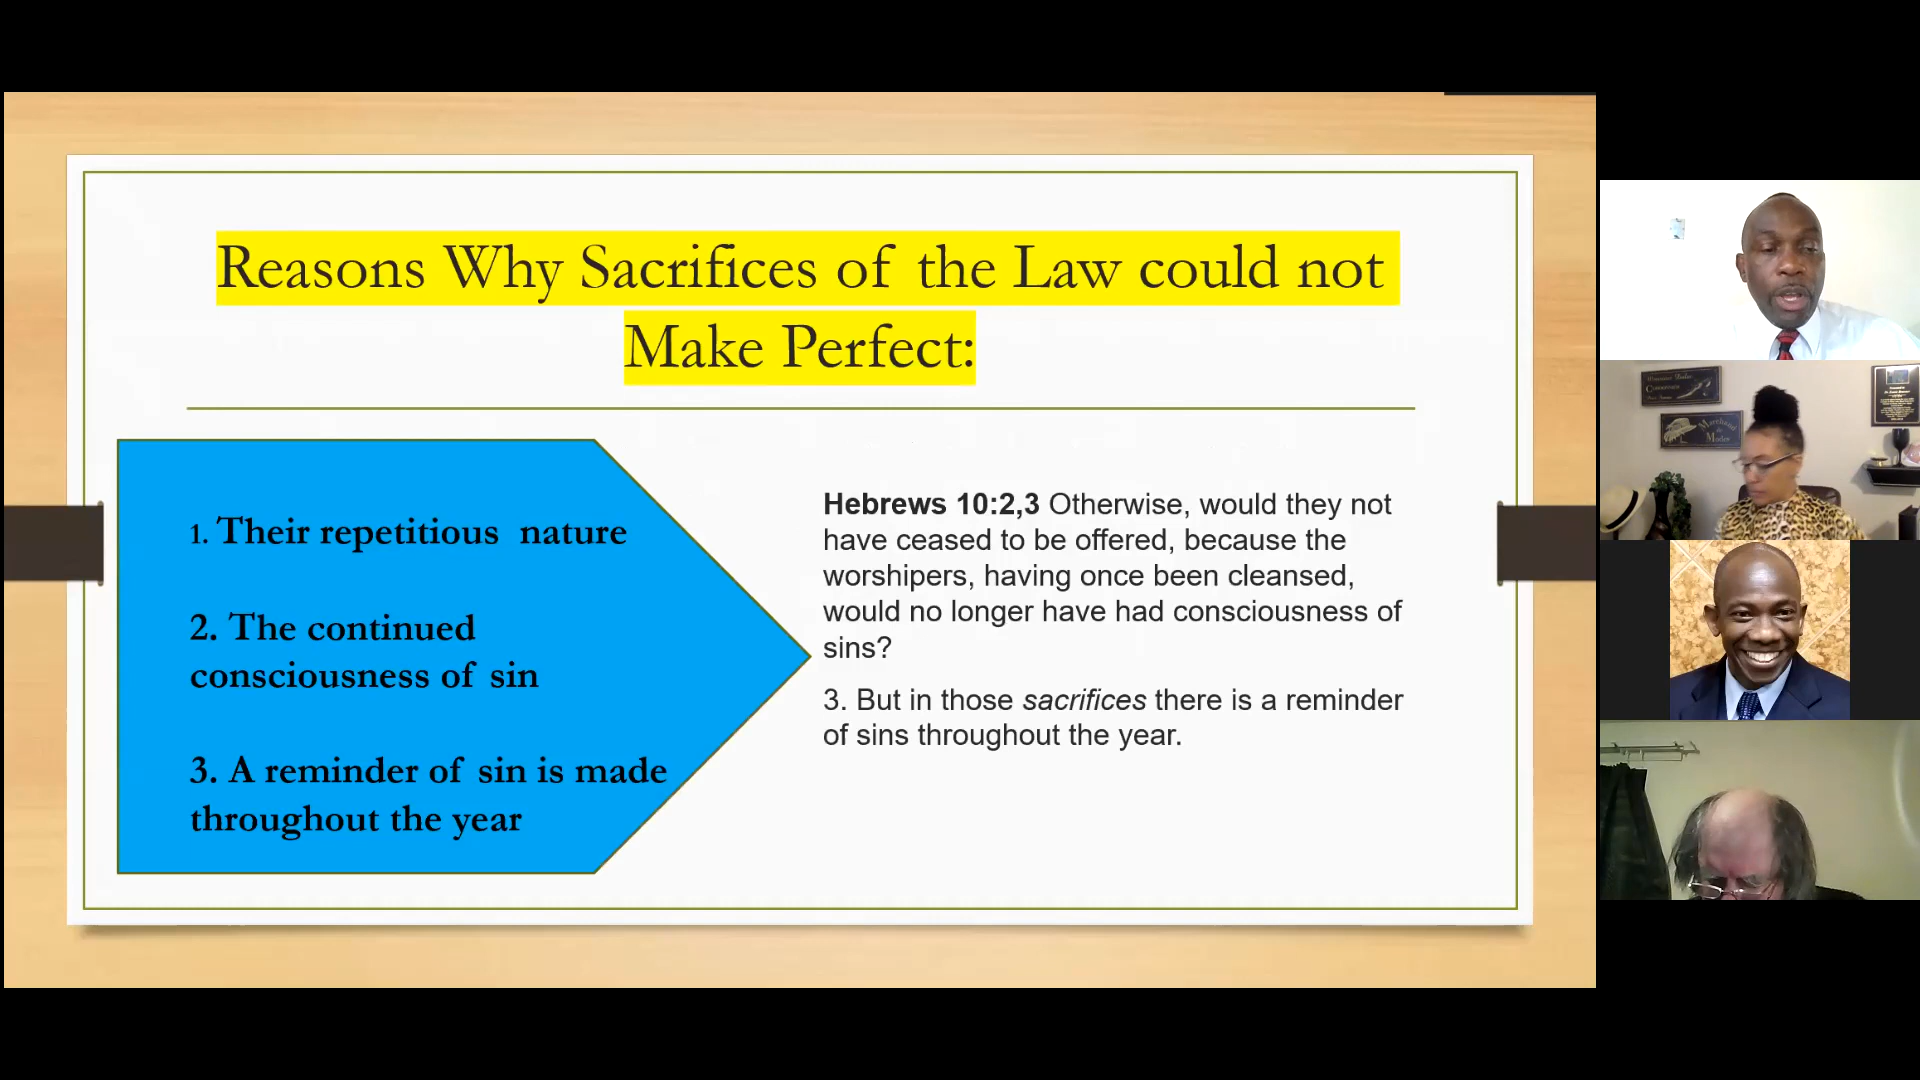 Reasons Why Sacrifices of the Law could not
Make Perfect:
1. Their repetitious nature
2. The continued
consciousness of sin
3. A reminder of sin is made
throughout the year
Hebrews 10:2,3 Otherwise, would they not
have ceased to be offered, because the
worshipers, having once been cleansed,
would no longer have had consciousness of
sins?
3. But in those sacrifices there is a reminder
of sins throughout the year.
Marchand
de
Modes